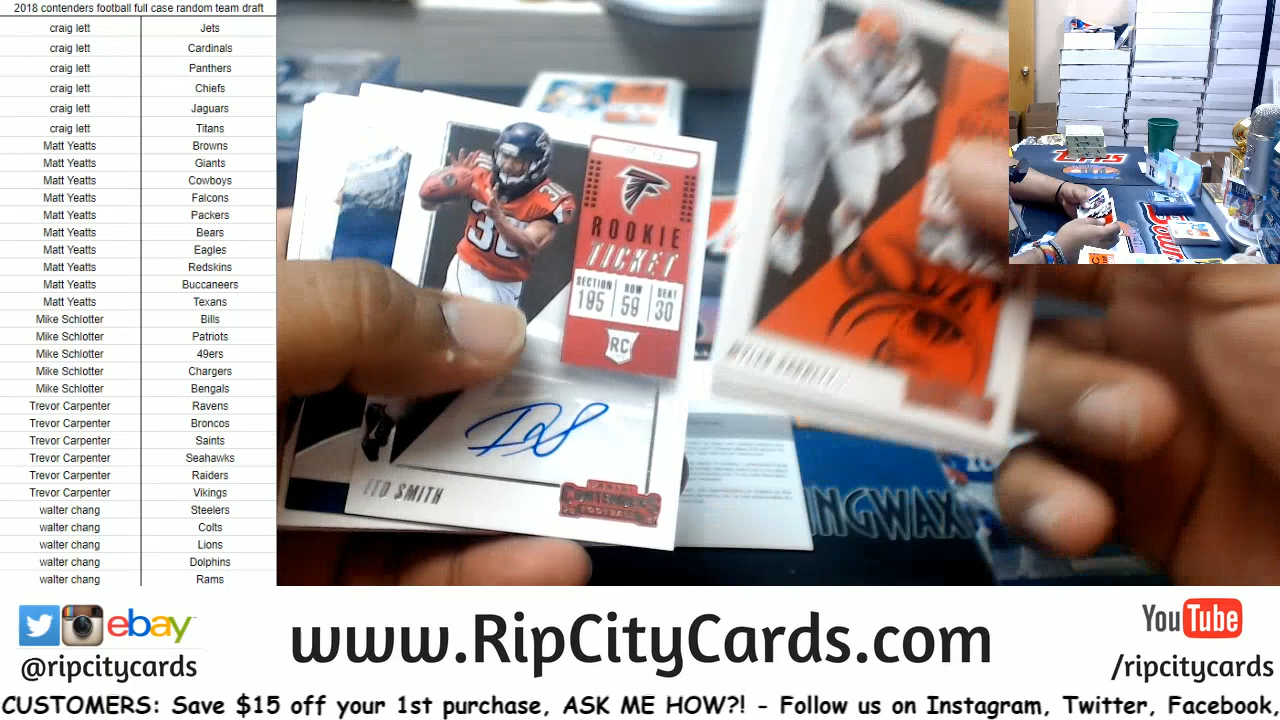 2018 contenders football full case random team draft
craig lett Jets
craig lett Cardinals
craig lett Panthers
craig lett Chiefs
craig lett Jaguars
craig lett Titans
Matt Yeatts Browns
Matt Yeatts Giants
Matt Yeatts Cowboys
Matt Yeatts Falcons
Matt Yeatts Packers
Matt Yeatts Bears
Matt Yeatts Eagles
Matt Yeatts Redskins
Matt Yeatts Buccaneers
Matt Yeatts Texans
Mike Schlotter Bills
Mike Schlotter Patriots
Mike Schlotter 49ers
Mike Schlotter Chargers
Mike Schlotter Bengals
Trevor Carpenter Ravens
Trevor Carpenter Broncos
Trevor Carpenter Saints
Trevor Carpenter Seahawks
Trevor Carpenter Raiders
Trevor Carpenter Vikings
walter chang Steelers
walter chang Colts
walter chang Lions
walter chang Dolphins
walter chang Rams
30
ROOKIE
TICKET
SECTION ROW SEAT
195 59 30
RC
ITO SMITH
PANINI
CONTENDERS
FOOTBALL
INGWAX
Topps
ebay
@ripcitycards
www.RipCityCards.com
YouTube
/ripcitycards
CUSTOMERS: Save $15 off your 1st purchase, ASK ME HOW?! - Follow us on Instagram, Twitter, Facebook,